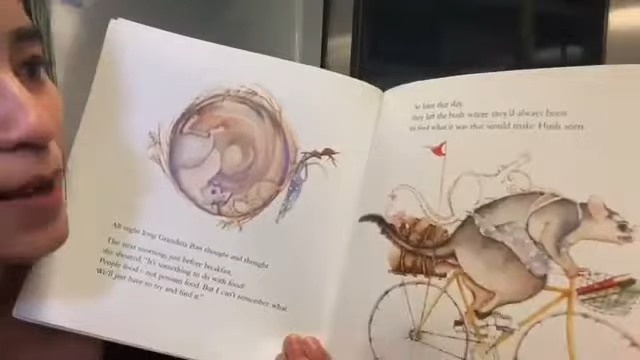 All night long Grandma Poss thought and thought.
The next morning, just before breakfast,
she shouted, "It's something to do with food!
People food – not possum food. But I can't remember what.
We'll just have to try and find it."
So later that day,
they left the bush where they'd always been
to find what it was that would make Hush seen.